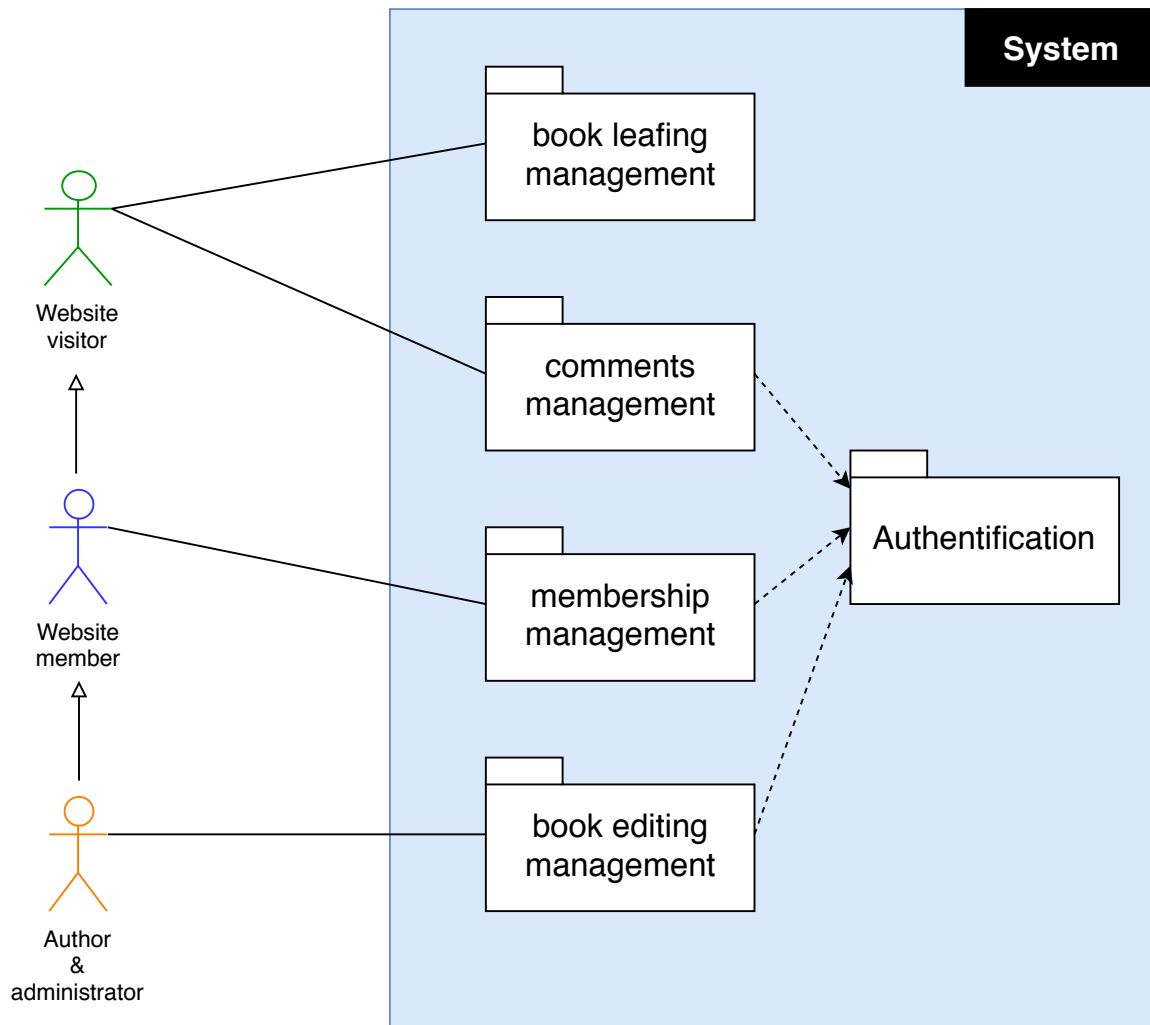 System
book leafing
management
Website
visitor
comments
management
Authentification
Website
member
membership
management
book editing
management
Author
&
administrator